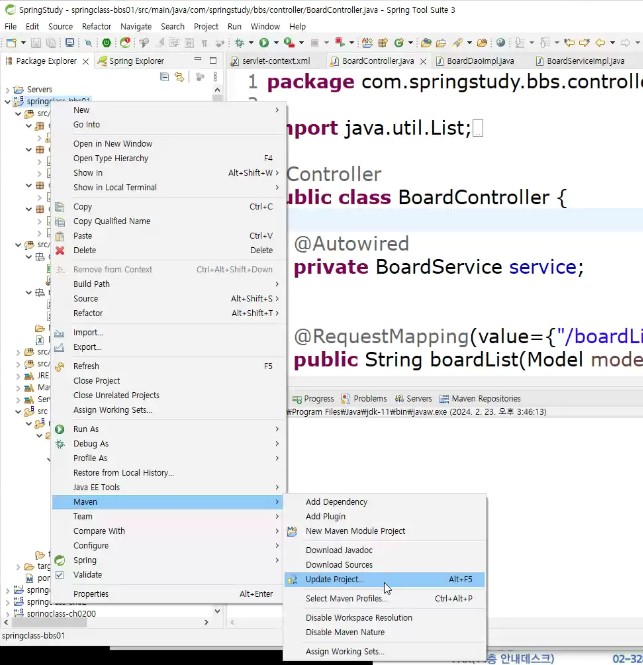 SpringStudy - springclass-bbs01/src/main/java/com/springstudy/bbs/controller/BoardController.java - Spring Tool Suite 3
File Edit Source Refactor Navigate Search Project Run Window Help
Package Explorer Spring Explorer
servlet-context.xml BoardController.java BoardDaoImpl.java BoardServiceImpl.java
Servers
springclass-bbs01
1 package com.springstudy.bbs.controlle
import java.util.List;
Controller
public class BoardController {
@Autowired
private BoardService service;
@RequestMapping(value={"/boardLi
public String boardList(Model mode
New
Go Into
Open in New Window
Open Type Hierarchy F4
Show In Alt+Shift+W
Show in Local Terminal
Copy Ctrl+C
Copy Qualified Name
Paste Ctrl+V
Delete Delete
Remove from Context Ctrl+Alt+Shift+Down
Build Path
Source Alt+Shift+S
Refactor Alt+Shift+T
Import...
Export...
Refresh F5
Close Project
Close Unrelated Projects
Assign Working Sets...
Run As
Debug As
Profile As
Restore from Local History...
Java EE Tools
Maven
Team
Compare With
Configure
Spring
Validate
Properties Alt+Enter
Progress Problems Servers Maven Repositories
₩Program Files₩Java₩jdk-11₩bin₩javaw.exe (2024. 2. 23. 오후 3:46:13)
Add Dependency
Add Plugin
New Maven Module Project
Download Javadoc
Download Sources
Update Project... Alt+F5
Select Maven Profiles... Ctrl+Alt+P
Disable Workspace Resolution
Disable Maven Nature
Assign Working Sets...
src/
src/
src/
src/
JRE
Ma
Serv
src
targ
pom
springclass-ch0200
springclass-bbs01
안내데스크) 02-32